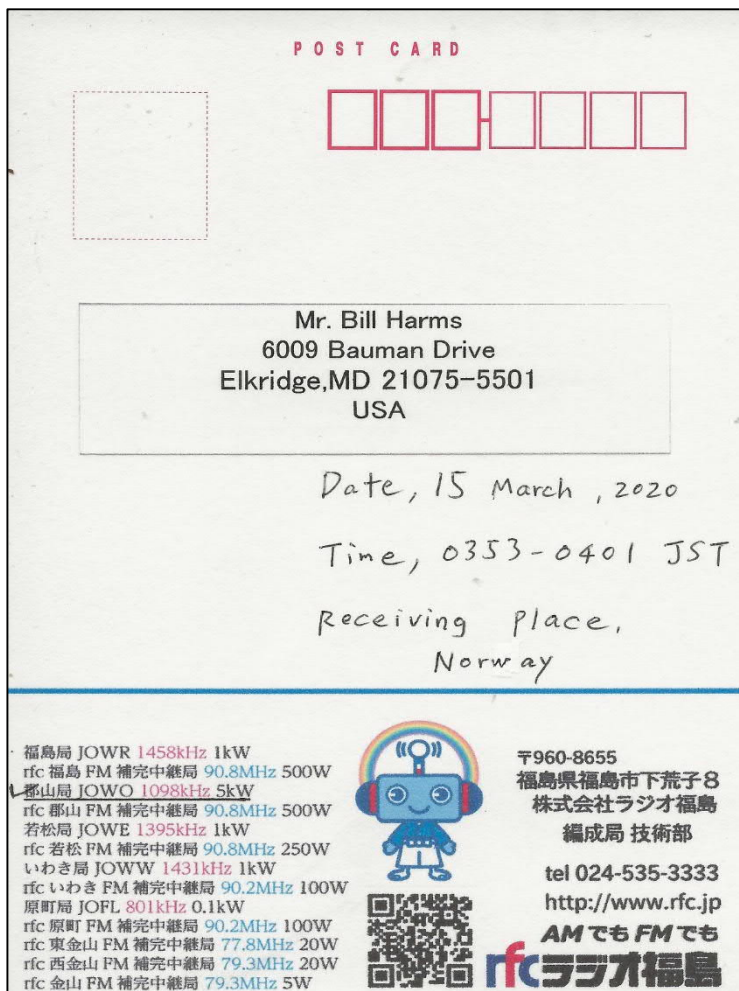 POST CARD
Mr. Bill Harms
6009 Bauman Drive
Elkridge,MD 21075-5501
USA
Date, 15 March, 2020
Time, 0353-0401 JST
Receiving place,
Norway
福島局 JOWR 1458kHz 1kW
rfc 福島 FM 補完中継局 90.8MHz 500W
郡山局 JOWO 1098kHz 5kW
rfc 郡山 FM 補完中継局 90.8MHz 500W
若松局 JOWE 1395kHz 1kW
rfc 若松 FM 補完中継局 90.8MHz 250W
いわき局 JOWW 1431kHz 1kW
rfc いわき FM 補完中継局 90.2MHz 100W
原町局 JOFL 801kHz 0.1kW
rfc 原町 FM 補完中継局 90.2MHz 100W
rfc 東金山 FM 補完中継局 77.8MHz 20W
rfc 西金山 FM 補完中継局 79.3MHz 20W
rfc 金山 FM 補完中継局 79.3MHz 5W
〒960-8655
福島県福島市下荒子8
株式会社ラジオ福島
編成局 技術部
tel 024-535-3333
http://www.rfc.jp
AMでもFMでも
rfcラジオ福島